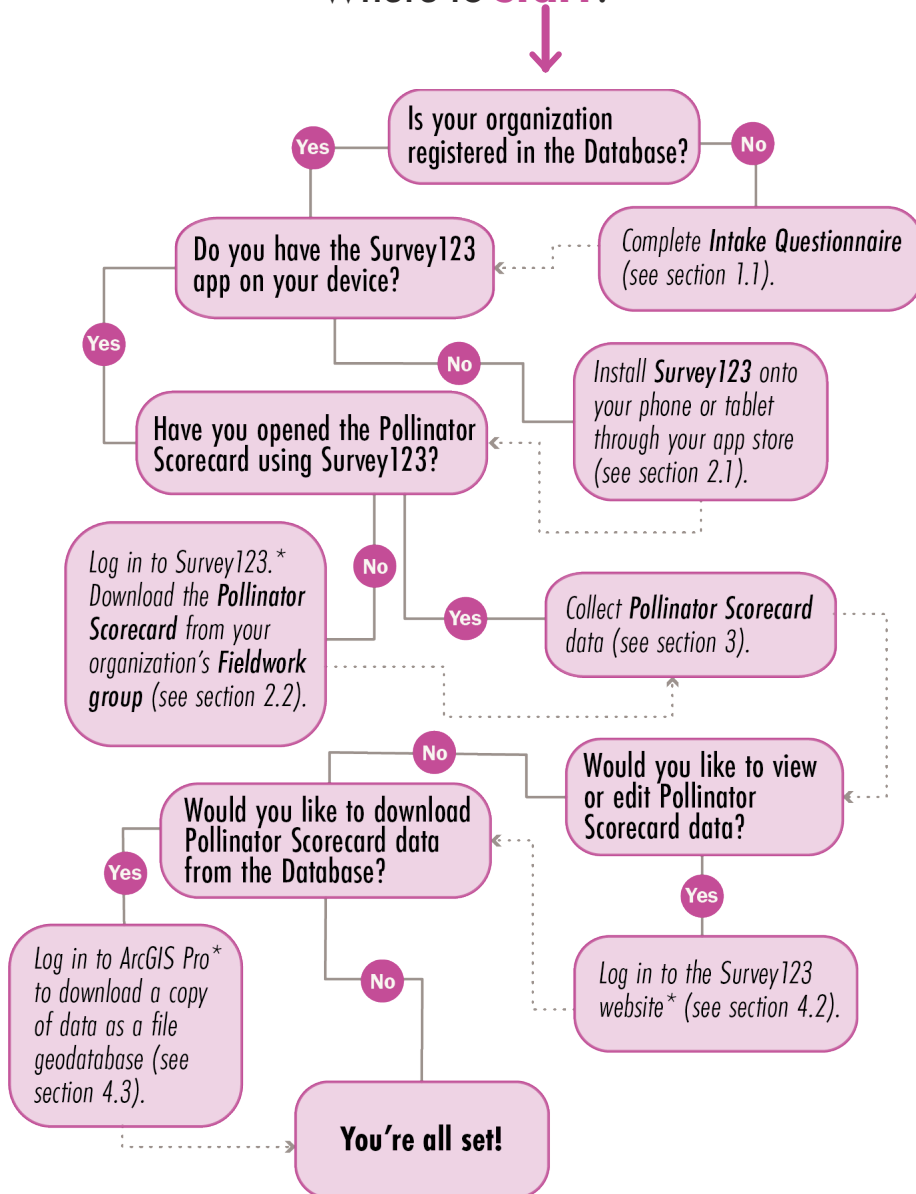 Where to start?
Is your organization
registered in the Database?
Yes
No
Do you have the Survey123
app on your device?
Complete Intake Questionnaire
(see section 1.1).
Yes
No
Install Survey123 onto
your phone or tablet
through your app store
(see section 2.1).
Have you opened the Pollinator
Scorecard using Survey123?
Log in to Survey123.*
Download the Pollinator
Scorecard from your
organization's Fieldwork
group (see section 2.2).
No
Yes
Collect Pollinator Scorecard
data (see section 3).
No
Would you like to view
or edit Pollinator
Scorecard data?
Would you like to download
Pollinator Scorecard data
from the Database?
Yes
Yes
Log in to ArcGIS Pro*
to download a copy
of data as a file
geodatabase (see
section 4.3).
No
Log in to the Survey123
website* (see section 4.2).
You're all set!